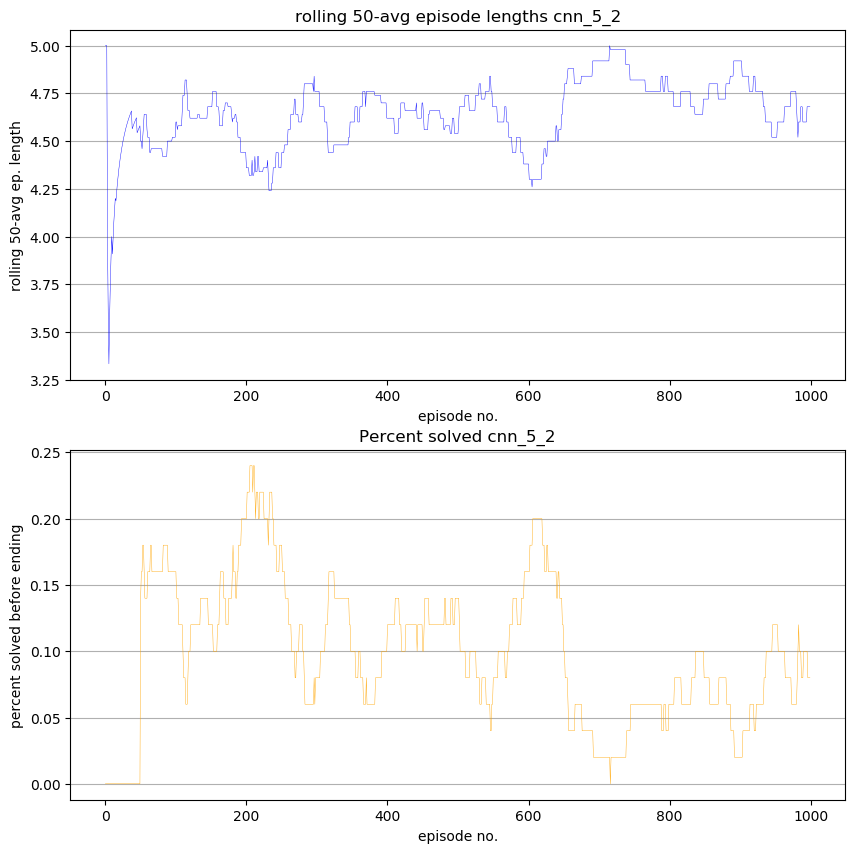 rolling 50-avg episode lengths cnn_5_2
rolling 50-avg ep. length
5.00
4.75
4.50
4.25
4.00
3.75
3.50
3.25
0 200 400 600 800 1000
episode no.
Percent solved cnn_5_2
percent solved before ending
0.25
0.20
0.15
0.10
0.05
0.00
0 200 400 600 800 1000
episode no.